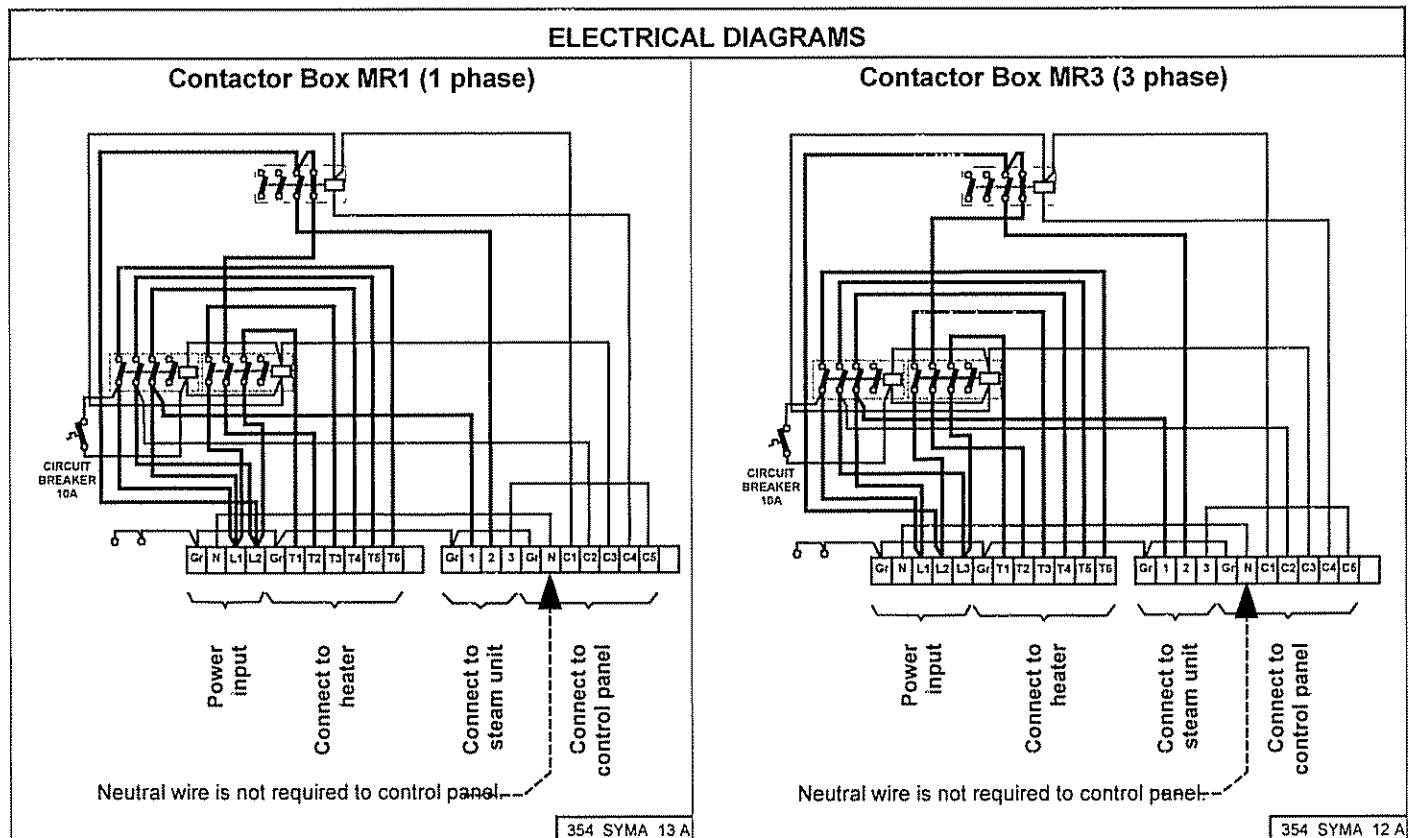 ELECTRICAL DIAGRAMS
Contactor Box MR1 (1 phase)
CIRCUIT
BREAKER
10A
Gr N L1 L2 Gr T1 T2 T3 T4 T5 T6
Gr 1 2 3 Gr N C1 C2 C3 C4 C5
Power
input
Connect to
heater
Connect to
steam unit
Connect to
control panel
Neutral wire is not required to control panel.
354 SYMA 13 A
Contactor Box MR3 (3 phase)
CIRCUIT
BREAKER
10A
Gr N L1 L2 L3 Gr T1 T2 T3 T4 T5 T6
Gr 1 2 3 Gr N C1 C2 C3 C4 C5
Power
input
Connect to
heater
Connect to
steam unit
Connect to
control panel
Neutral wire is not required to control panel.
354 SYMA 12 A